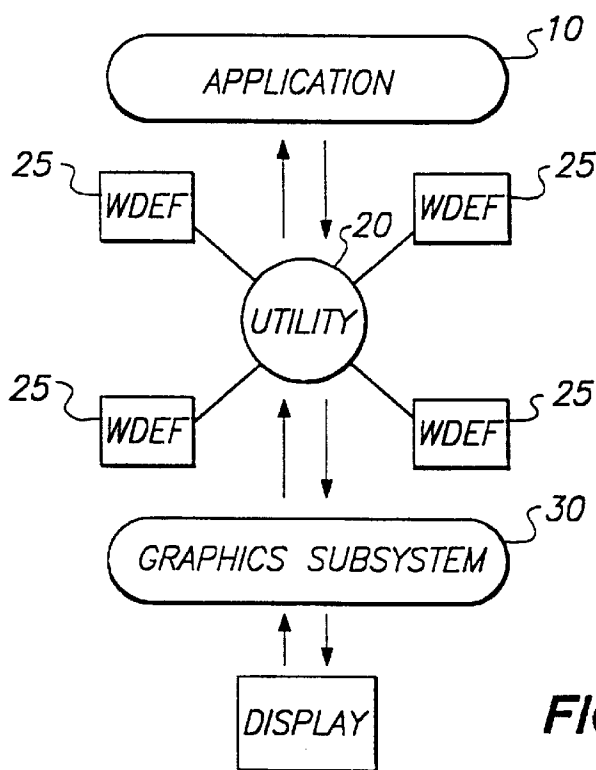 10
APPLICATION
25
WDEF
25
WDEF
20
UTILITY
25
WDEF
25
WDEF
30
GRAPHICS SUBSYSTEM
DISPLAY